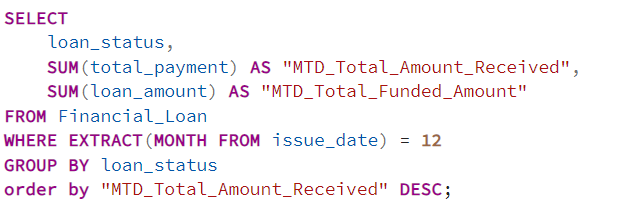 SELECT
    loan_status,
    SUM(total_payment) AS "MTD_Total_Amount_Received",
    SUM(loan_amount) AS "MTD_Total_Funded_Amount"
FROM Financial_Loan
WHERE EXTRACT(MONTH FROM issue_date) = 12
GROUP BY loan_status
order by "MTD_Total_Amount_Received" DESC;